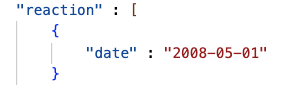 "reaction" : [
{
"date" : "2008-05-01"
}